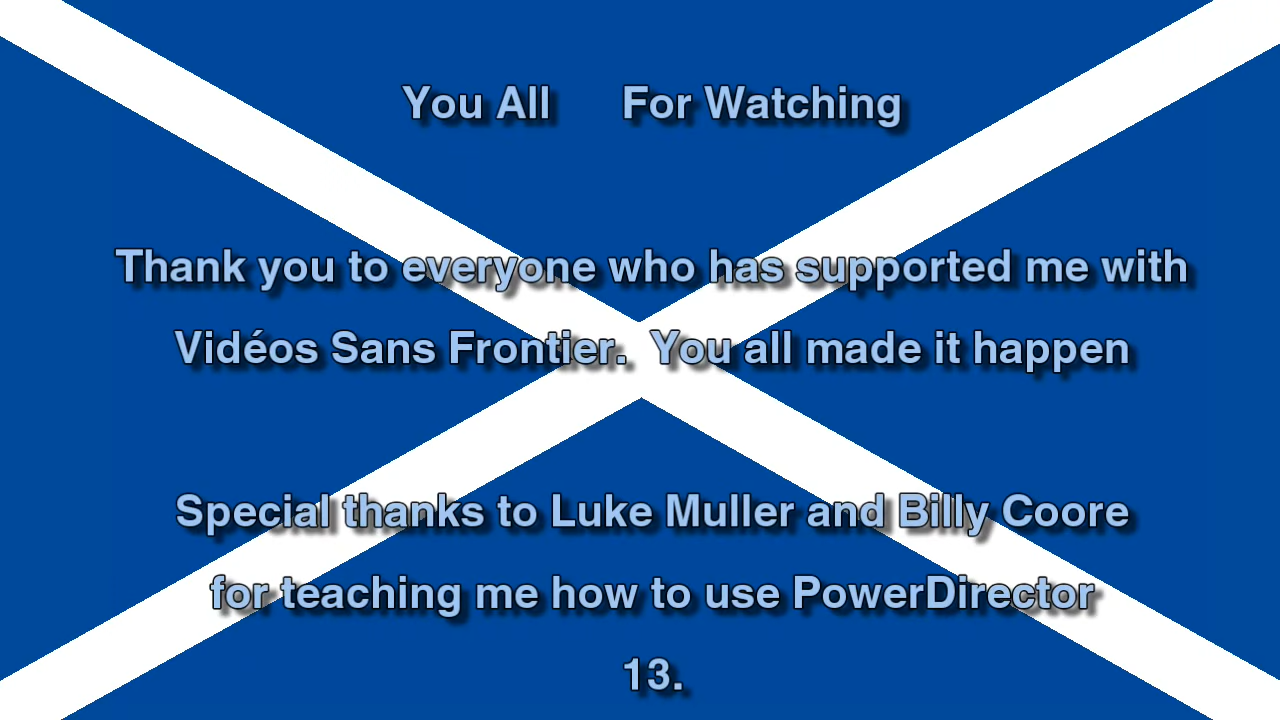 You All For Watching
Thank you to everyone who has supported me with
Vidéos Sans Frontier. You all made it happen
Special thanks to Luke Muller and Billy Coore
for teaching me how to use PowerDirector
13.